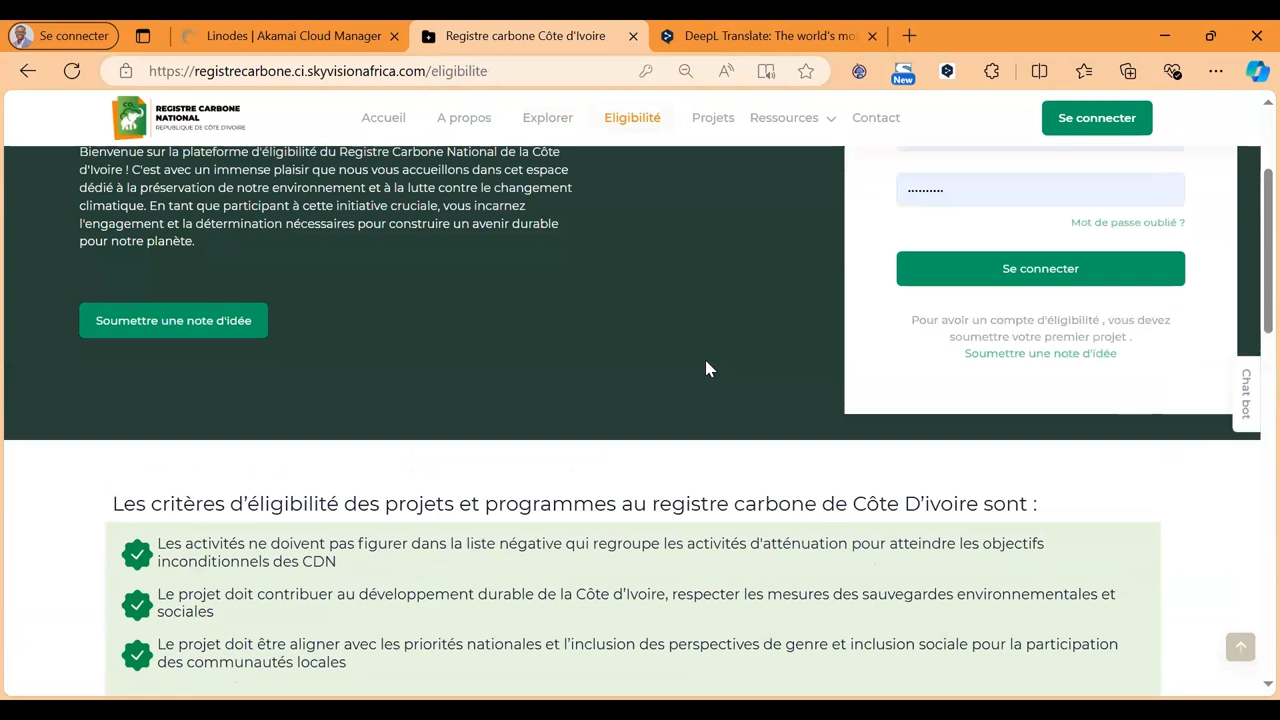 Se connecter
Linodes | Akamai Cloud Manager
Registre carbone Côte d'Ivoire
DeepL Translate: The world's mo
https://registrecarbone.ci.skyvisionafrica.com/eligibilite
New
REGISTRE CARBONE
NATIONAL
REPUBLIQUE DE CÔTE D'IVOIRE
Accueil
A propos
Explorer
Eligibilité
Projets
Ressources
Contact
Se connecter
Bienvenue sur la plateforme d'éligibilité du Registre Carbone National de la Côte
d'Ivoire ! C'est avec un immense plaisir que nous vous accueillons dans cet espace
dédié à la préservation de notre environnement et à la lutte contre le changement
climatique. En tant que participant à cette initiative cruciale, vous incarnez
l'engagement et la détermination nécessaires pour construire un avenir durable
pour notre planète.
Soumettre une note d'idée
Mot de passe oublié ?
Se connecter
Pour avoir un compte d'éligibilité , vous devez
soumettre votre premier projet .
Soumettre une note d'idée
Chat bot
Les critères d’éligibilité des projets et programmes au registre carbone de Côte D’ivoire sont :
Les activités ne doivent pas figurer dans la liste négative qui regroupe les activités d'atténuation pour atteindre les objectifs
inconditionnels des CDN
Le projet doit contribuer au développement durable de la Côte d’Ivoire, respecter les mesures des sauvegardes environnementales et
sociales
Le projet doit être aligner avec les priorités nationales et l’inclusion des perspectives de genre et inclusion sociale pour la participation
des communautés locales